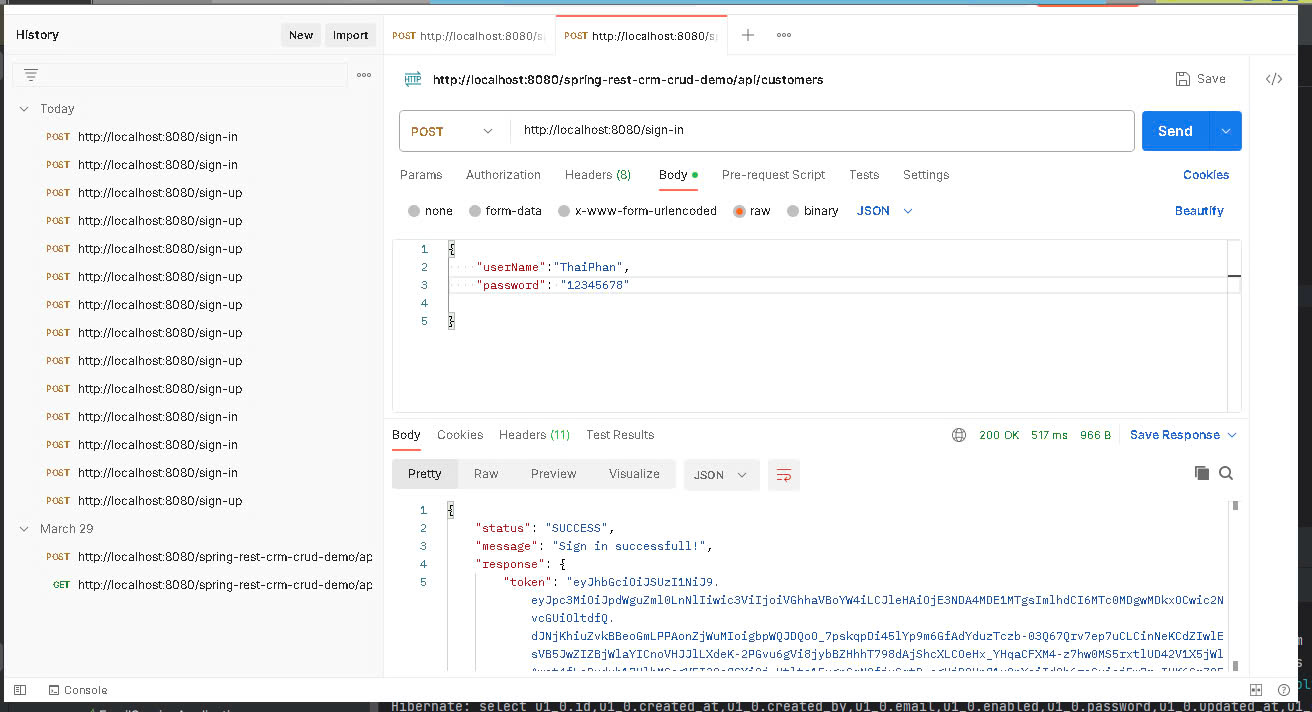 History
New
Import
POST http://localhost:8080/s
POST http://localhost:8080/s
Today
POST http://localhost:8080/sign-in
POST http://localhost:8080/sign-in
POST http://localhost:8080/sign-up
POST http://localhost:8080/sign-up
POST http://localhost:8080/sign-up
POST http://localhost:8080/sign-up
POST http://localhost:8080/sign-up
POST http://localhost:8080/sign-up
POST http://localhost:8080/sign-up
POST http://localhost:8080/sign-up
POST http://localhost:8080/sign-in
POST http://localhost:8080/sign-in
POST http://localhost:8080/sign-in
POST http://localhost:8080/sign-up
March 29
POST http://localhost:8080/spring-rest-crm-crud-demo/ap
GET http://localhost:8080/spring-rest-crm-crud-demo/ap
HTTP http://localhost:8080/spring-rest-crm-crud-demo/api/customers
Save
</>
POST http://localhost:8080/sign-in
Send
Params Authorization Headers (8) Body Pre-request Script Tests Settings
Cookies
none form-data x-www-form-urlencoded raw binary JSON
Beautify
1 {
2 "userName":"ThaiPhan",
3 "password": "12345678"
4
5 }
Body Cookies Headers (11) Test Results
200 OK 517 ms 966 B Save Response
Pretty Raw Preview Visualize JSON
1 {
2 "status": "SUCCESS",
3 "message": "Sign in successfull!",
4 "response": {
5 "token": "eyJhbGciOiJSUzI1NiJ9.
Console
Hibernate: select u1_0.id,u1_0.created_at,u1_0.created_by,u1_0.email,u1_0.enabled,u1_0.password,u1_0.updated_at,u1